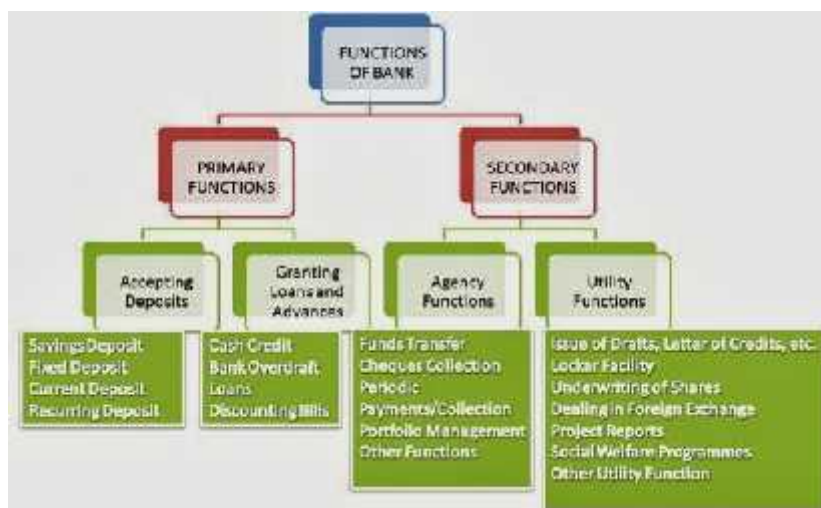 FUNCTIONS
OF BANK
PRIMARY
FUNCTIONS
SECONDARY
FUNCTIONS
Accepting
Deposits
Granting
Loans and
Advances
Agency
Functions
Utility
Functions
Savings Deposit
Fixed Deposit
Current Deposit
Recurring Deposit
Cash Credit
Bank Overdraft
Loans
Discounting Bills
Funds Transfer
Cheques Collection
Periodic
Payments/Collection
Portfolio Management
Other Functions
Issue of Drafts, Letter of Credits, etc.
Locker Facility
Underwriting of Shares
Dealing in Foreign Exchange
Project Reports
Social Welfare Programmes
Other Utility Function